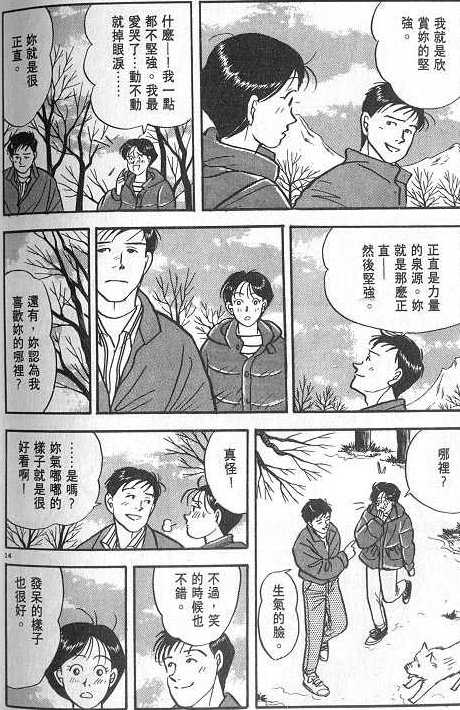 我就是欣
賞妳的堅
強。
什麼——！我一點
都不堅強。我最
愛哭了…動不動
就掉眼淚……
妳就是很
正直。
正直是力量
的泉源。妳
就是那麼正
直——
然後堅強。
還有，妳認為我
喜歡妳的哪裡？
哪裡？
生氣的臉。
真怪！
……是嗎？
妳氣嘟嘟的
樣子就是很
好看啊！
不過，笑
的時候也
不錯。
發呆的樣子
也很好。
14